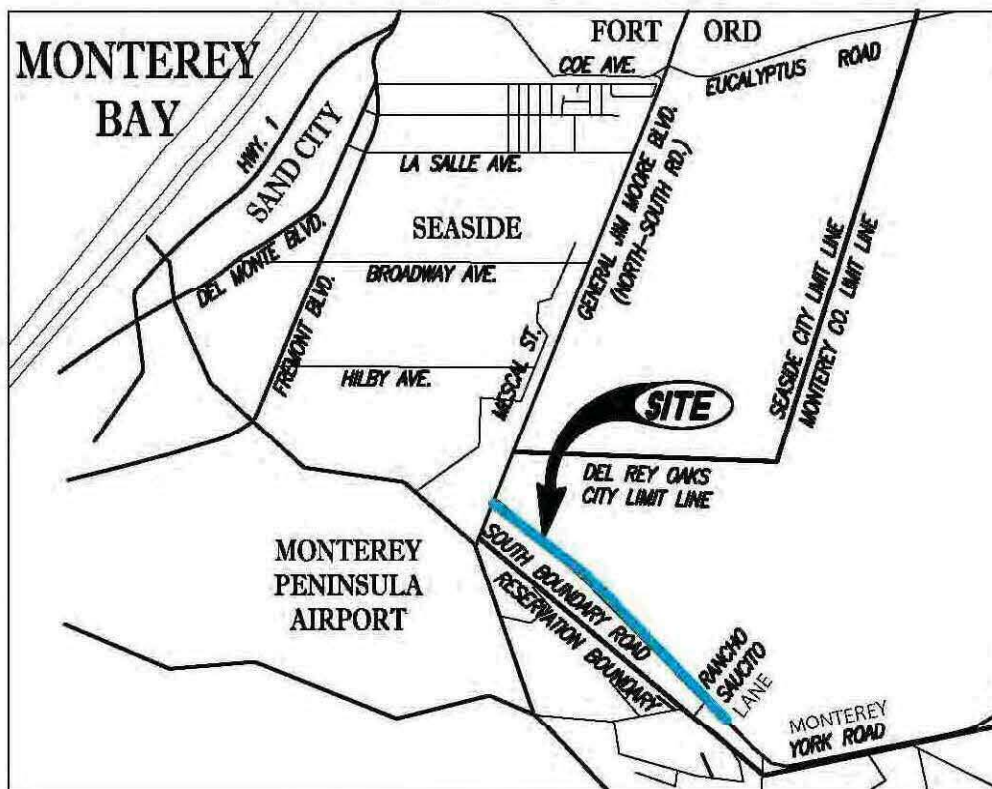 MONTEREY
BAY
FORT ORD
COE AVE.
EUCALYPTUS ROAD
HWY. 1
SAND CITY
LA SALLE AVE.
GENERAL JIM MOORE BLVD.
(NORTH-SOUTH RD.)
SEASIDE
DEL MONTE BLVD.
BROADWAY AVE.
FREMONT BLVD.
HILBY AVE.
MESCAL ST.
SITE
SEASIDE CITY LIMIT LINE
MONTEREY CO. LIMIT LINE
DEL REY OAKS
CITY LIMIT LINE
MONTEREY
PENINSULA
AIRPORT
SOUTH BOUNDARY ROAD
RESERVATION BOUNDARY
RANCHO
SAUCITO
LANE
MONTEREY
YORK ROAD